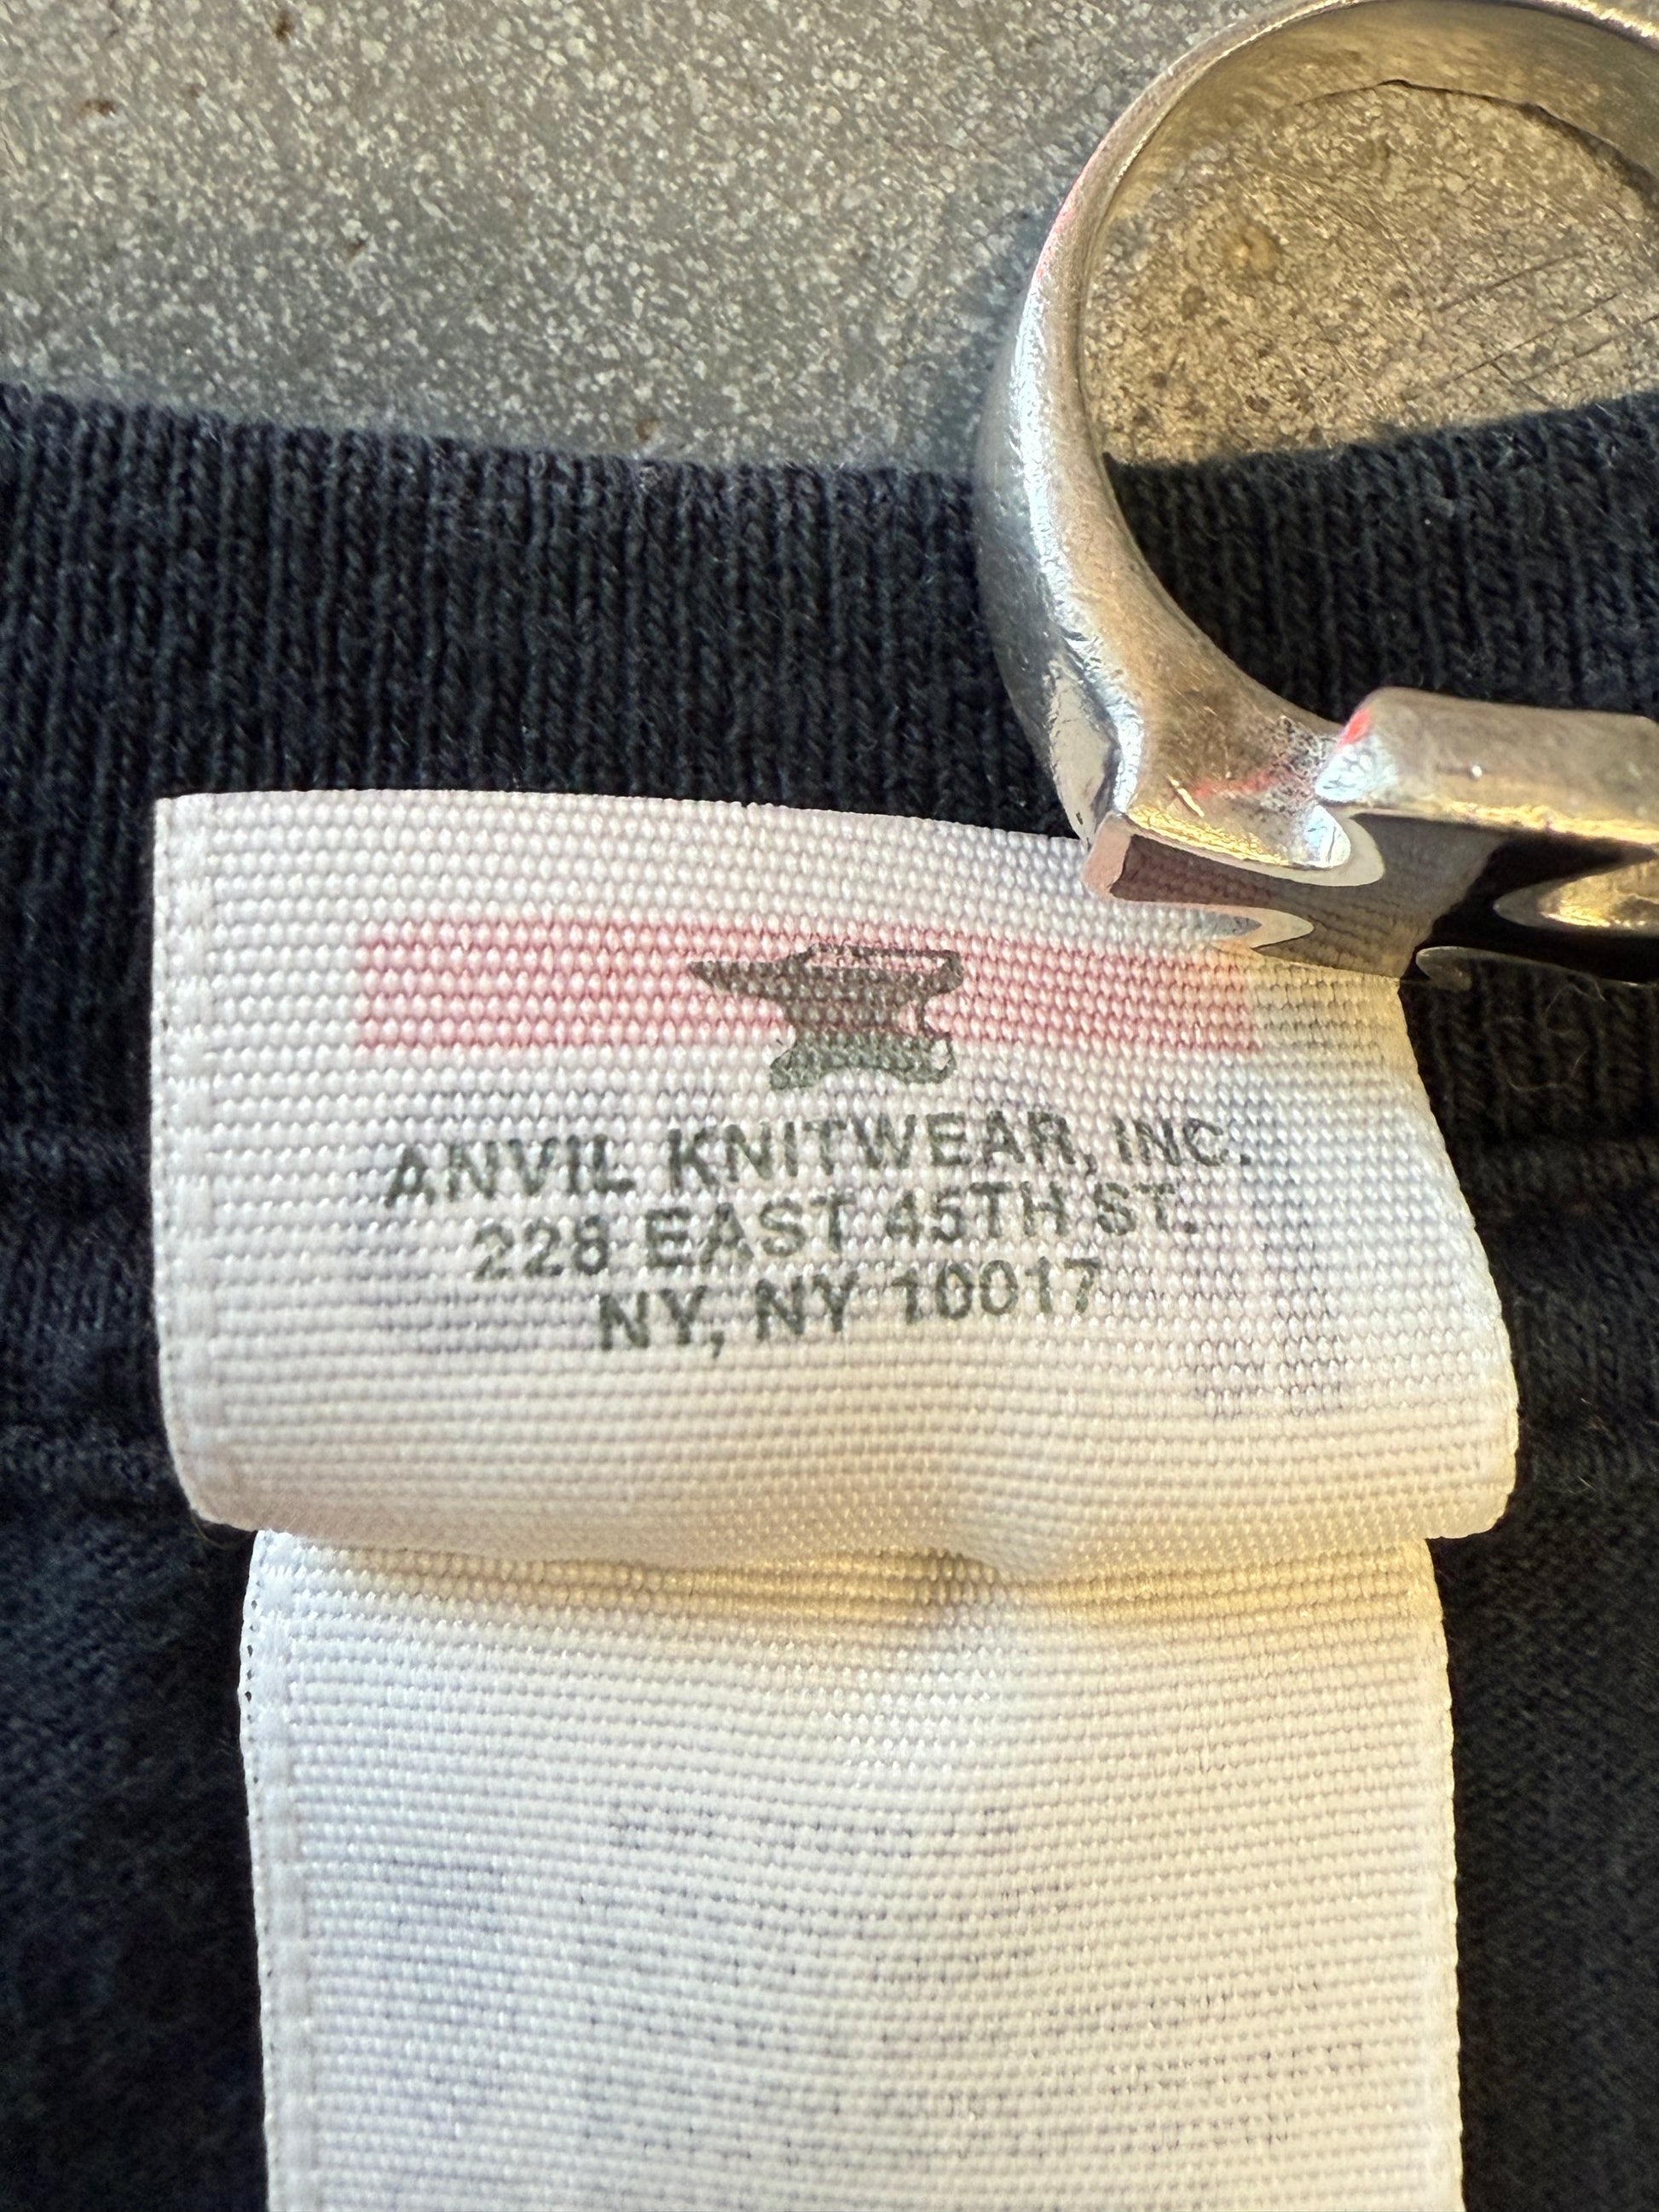 ANVIL KNITWEAR, INC.
228 EAST 45TH ST.
NY, NY 10017